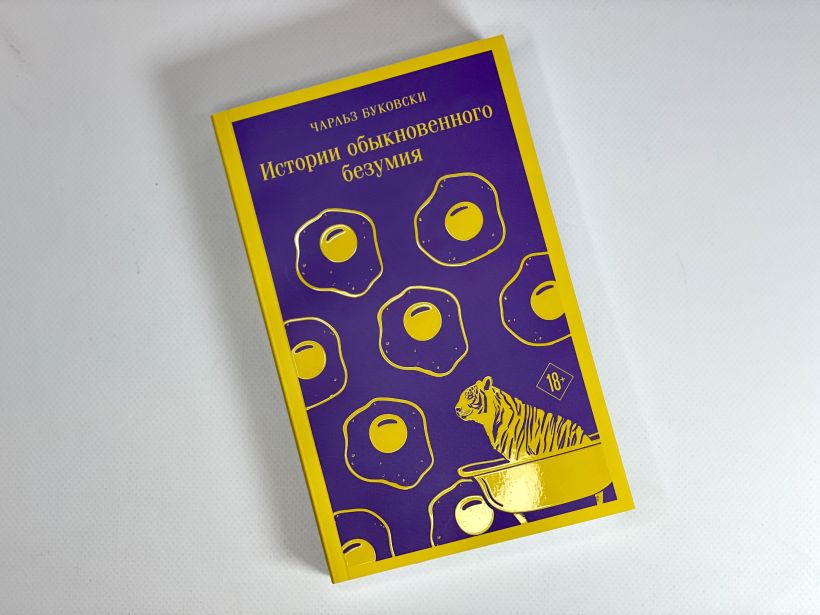 ЧАРЛЬЗ БУКОВСКИ
Истории обыкновенного
безумия
18+